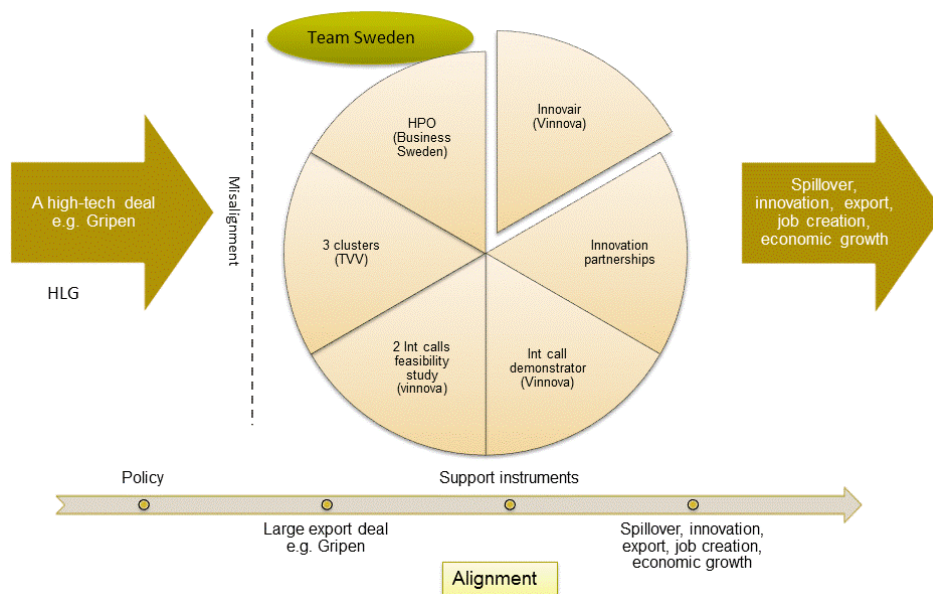 Team Sweden
HPO
(Business
Sweden)
Innovair
(Vinnova)
A high-tech deal
e.g. Gripen
HLG
Misalignment
3 clusters
(TVV)
Innovation
partnerships
2 Int calls
feasibility
study
(vinnova)
Int call
demonstrator
(Vinnova)
Spillover,
innovation, export,
job creation,
economic growth
Policy
Support instruments
Large export deal
e.g. Gripen
Spillover, innovation,
export, job creation,
economic growth
Alignment